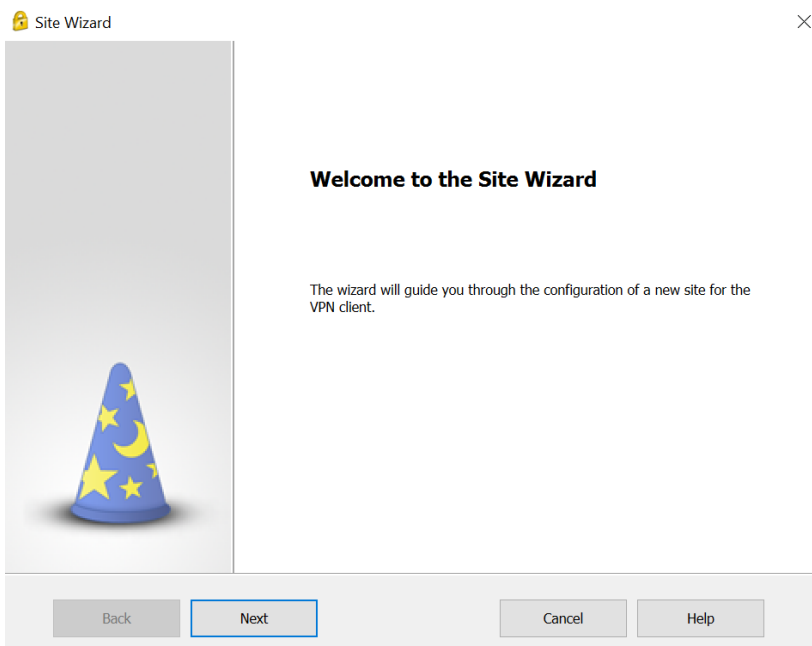 Site Wizard
Welcome to the Site Wizard
The wizard will guide you through the configuration of a new site for the
VPN client.
Back
Next
Cancel
Help